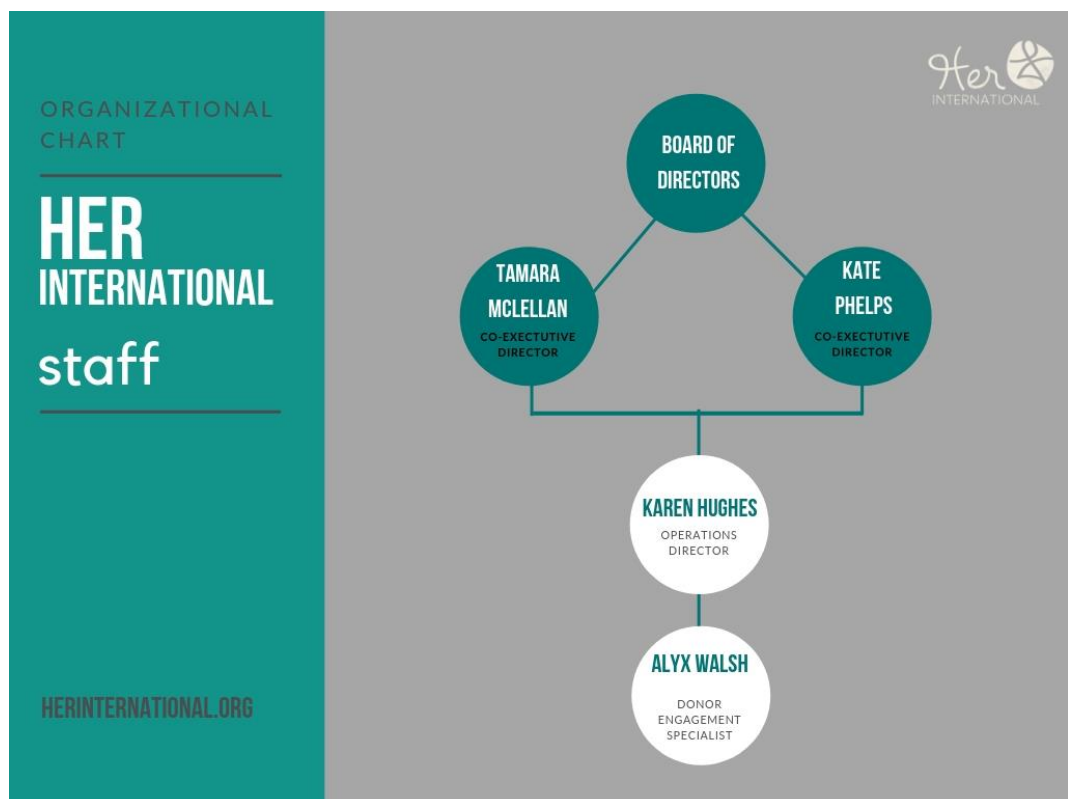 ORGANIZATIONAL
CHART
HER
INTERNATIONAL
staff
HERINTERNATIONAL.ORG
Her
INTERNATIONAL
BOARD OF
DIRECTORS
TAMARA
MCLELLAN
CO-EXECTUTIVE
DIRECTOR
KATE
PHELPS
CO-EXECTUTIVE
DIRECTOR
KAREN HUGHES
OPERATIONS
DIRECTOR
ALYX WALSH
DONOR
ENGAGEMENT
SPECIALIST